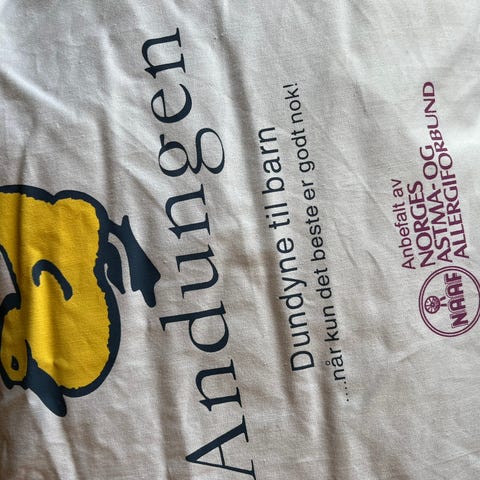 Andungen
Dundyne til barn
.....når kun det beste er godt nok!
Anbefalt av
NORGES
ASTMA- OG
ALLERGIFORBUND
NAAF